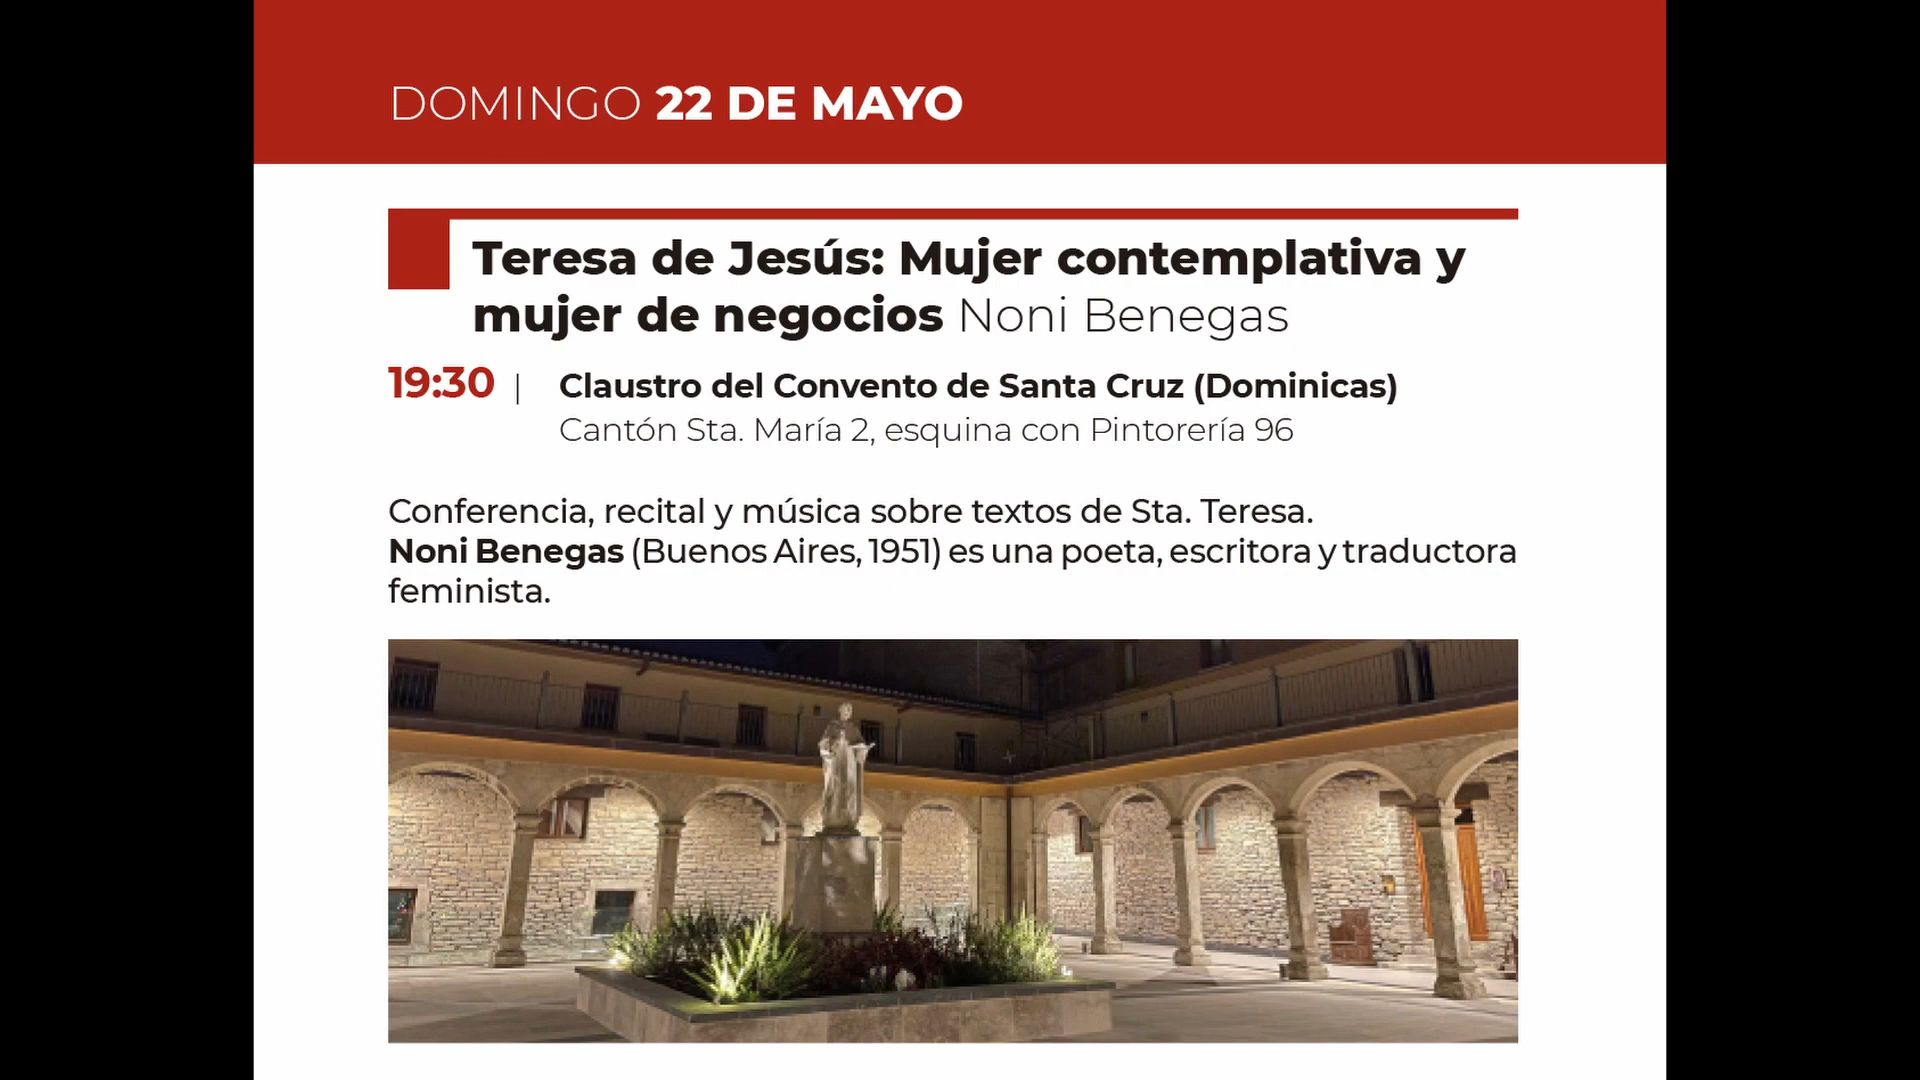 DOMINGO 22 DE MAYO
Teresa de Jesús: Mujer contemplativa y
mujer de negocios Noni Benegas
19:30 | Claustro del Convento de Santa Cruz (Dominicas)
Cantón Sta. María 2, esquina con Pintorería 96
Conferencia, recital y música sobre textos de Sta. Teresa.
Noni Benegas (Buenos Aires, 1951) es una poeta, escritora y traductora
feminista.